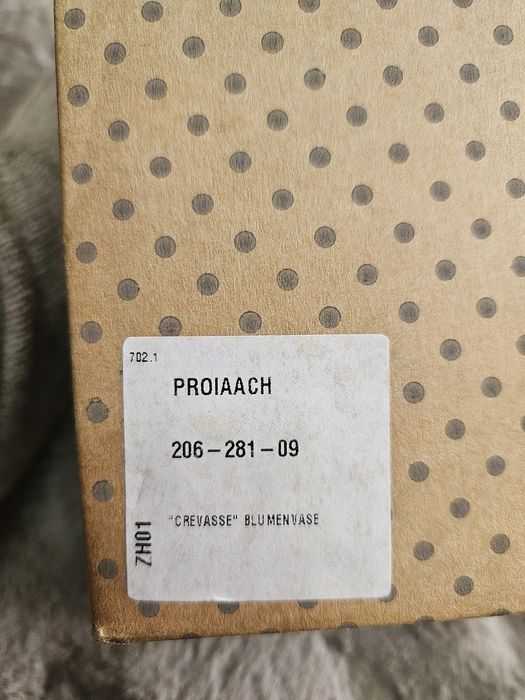 702.1
PROIAACH
206-281-09
"CREVASSE" BLUMENVASE
ZH01